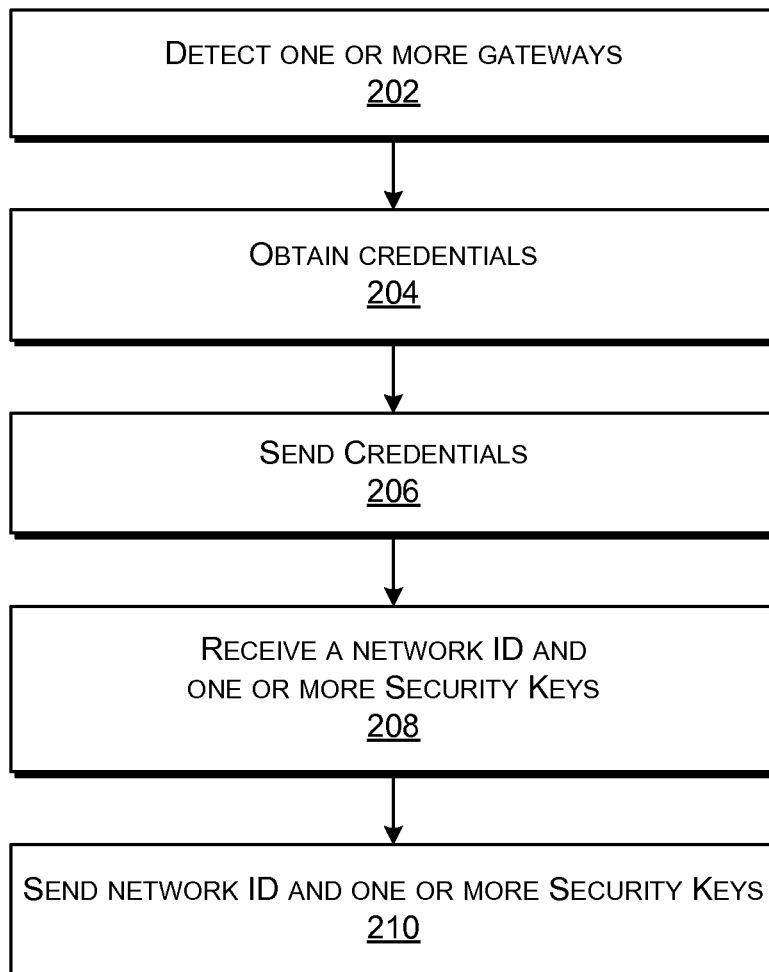 DETECT ONE OR MORE GATEWAYS
202
OBTAIN CREDENTIALS
204
SEND CREDENTIALS
206
RECEIVE A NETWORK ID AND
ONE OR MORE SECURITY KEYS
208
SEND NETWORK ID AND ONE OR MORE SECURITY KEYS
210